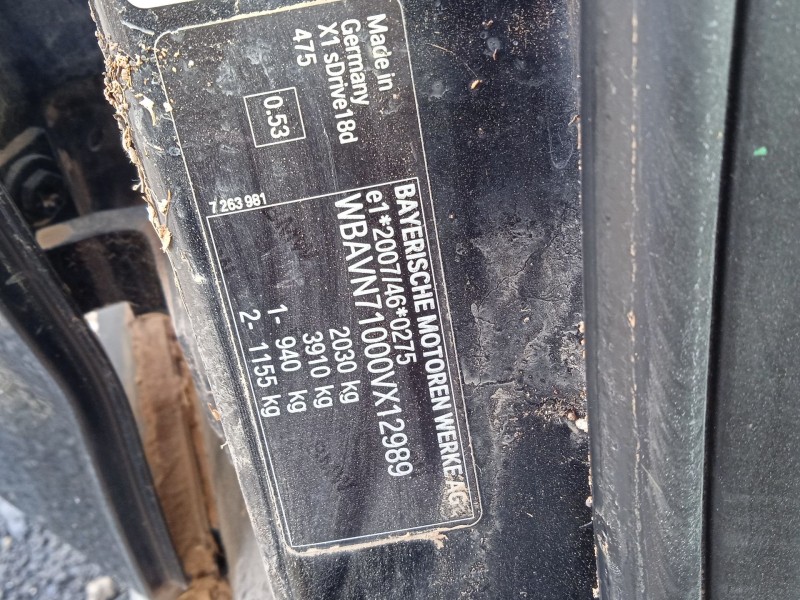 Made in
Germany
X1 sDrive18d
475
0.53
7 263 981
BAYERISCHE MOTOREN WERKE AG
e1*2007/46*0275
WBAVN71000VX12989
2030 kg
3910 kg
1- 940 kg
2- 1155 kg